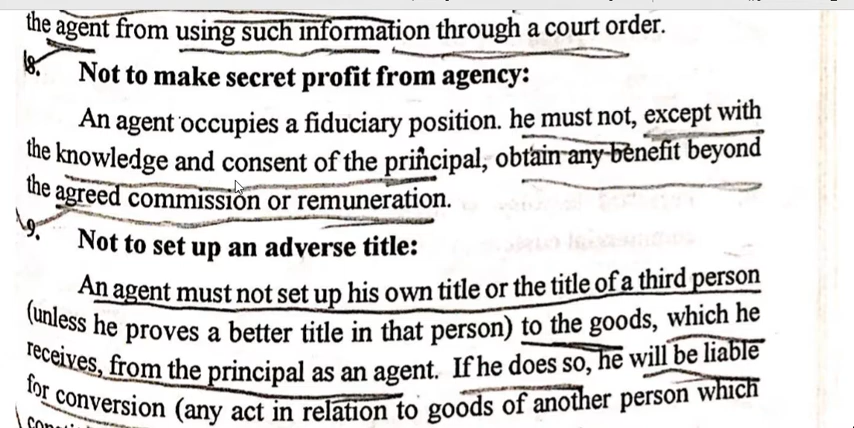 the agent from using such information through a court order.
8. Not to make secret profit from agency:
An agent occupies a fiduciary position. he must not, except with
the knowledge and consent of the principal, obtain any benefit beyond
the agreed commission or remuneration.
9. Not to set up an adverse title:
An agent must not set up his own title or the title of a third person
(unless he proves a better title in that person) to the goods, which he
receives, from the principal as an agent. If he does so, he will be liable
for conversion (any act in relation to goods of another person which